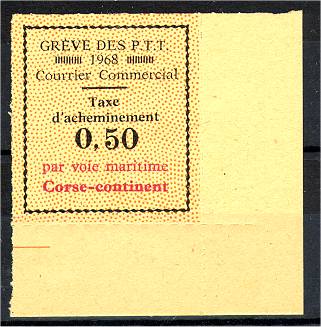 GRÈVE DES P.T.T.
1968
Courrier Commercial
Taxe
d'acheminement
0.50
par voie maritime
Corse-continent